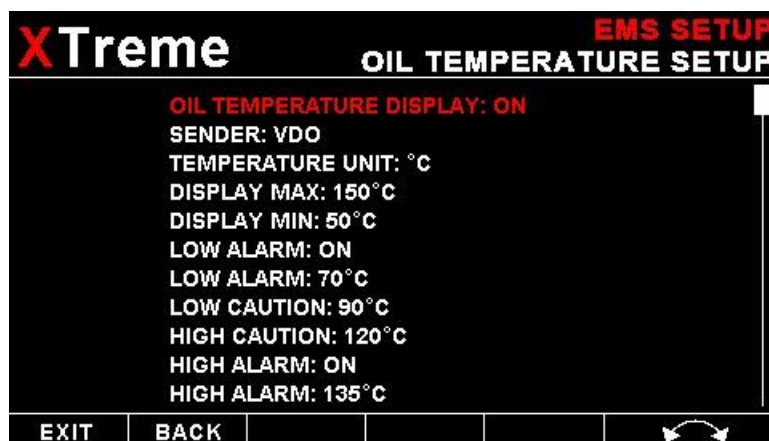 XTreme
EMS SETUP
OIL TEMPERATURE SETUP
OIL TEMPERATURE DISPLAY: ON
SENDER: VDO
TEMPERATURE UNIT: °C
DISPLAY MAX: 150°C
DISPLAY MIN: 50°C
LOW ALARM: ON
LOW ALARM: 70°C
LOW CAUTION: 90°C
HIGH CAUTION: 120°C
HIGH ALARM: ON
HIGH ALARM: 135°C
EXIT BACK